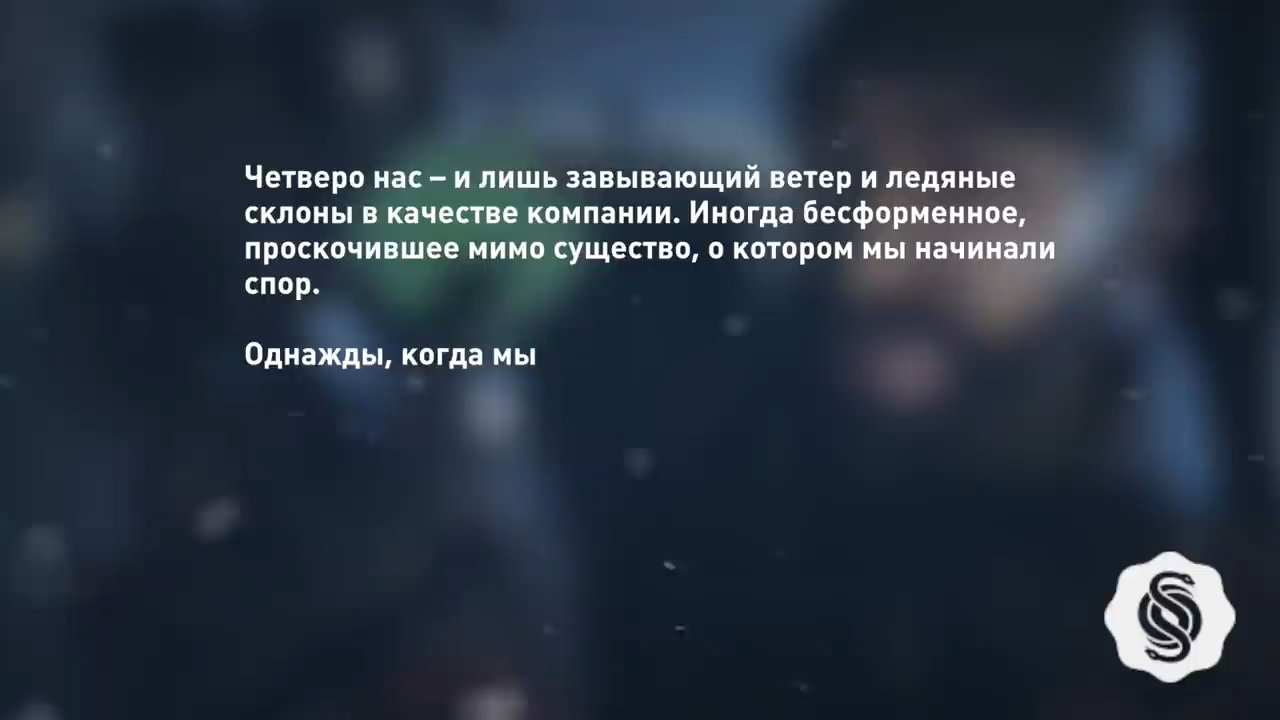 Четверо нас – и лишь завывающий ветер и ледяные
склоны в качестве компании. Иногда бесформенное,
проскочившее мимо существо, о котором мы начинали
спор.
Однажды, когда мы